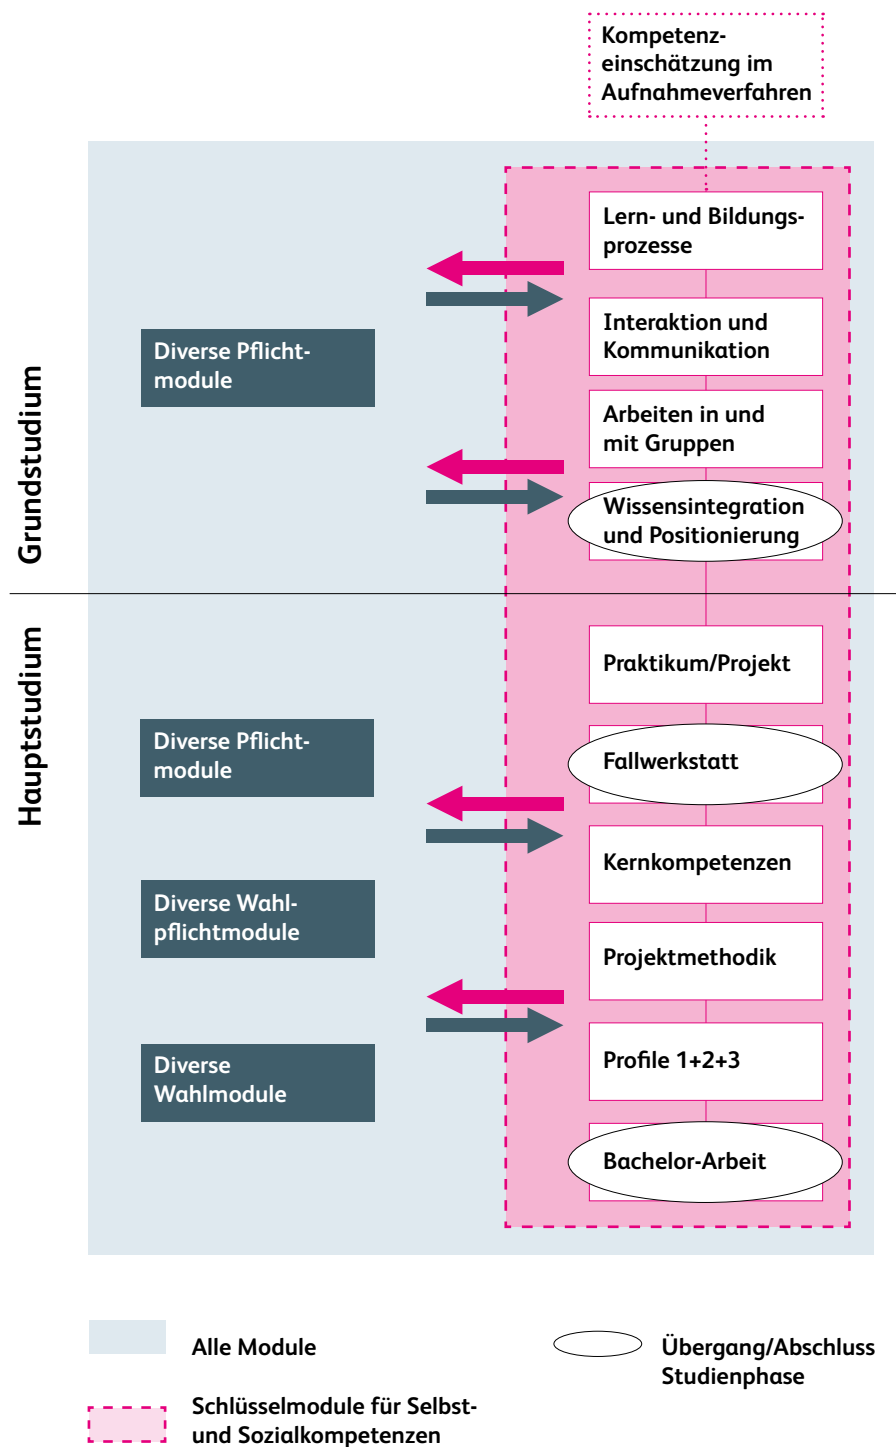 Kompetenz-
einschätzung im
Aufnahmeverfahren
Grundstudium
Diverse Pflicht-
module
Lern- und Bildungs-
prozesse
Interaktion und
Kommunikation
Arbeiten in und
mit Gruppen
Wissensintegration
und Positionierung
Hauptstudium
Diverse Pflicht-
module
Diverse Wahl-
pflichtmodule
Diverse
Wahlmodule
Praktikum/Projekt
Fallwerkstatt
Kernkompetenzen
Projektmethodik
Profile 1+2+3
Bachelor-Arbeit
Alle Module
Schlüsselmodule für Selbst-
und Sozialkompetenzen
Übergang/Abschluss
Studienphase